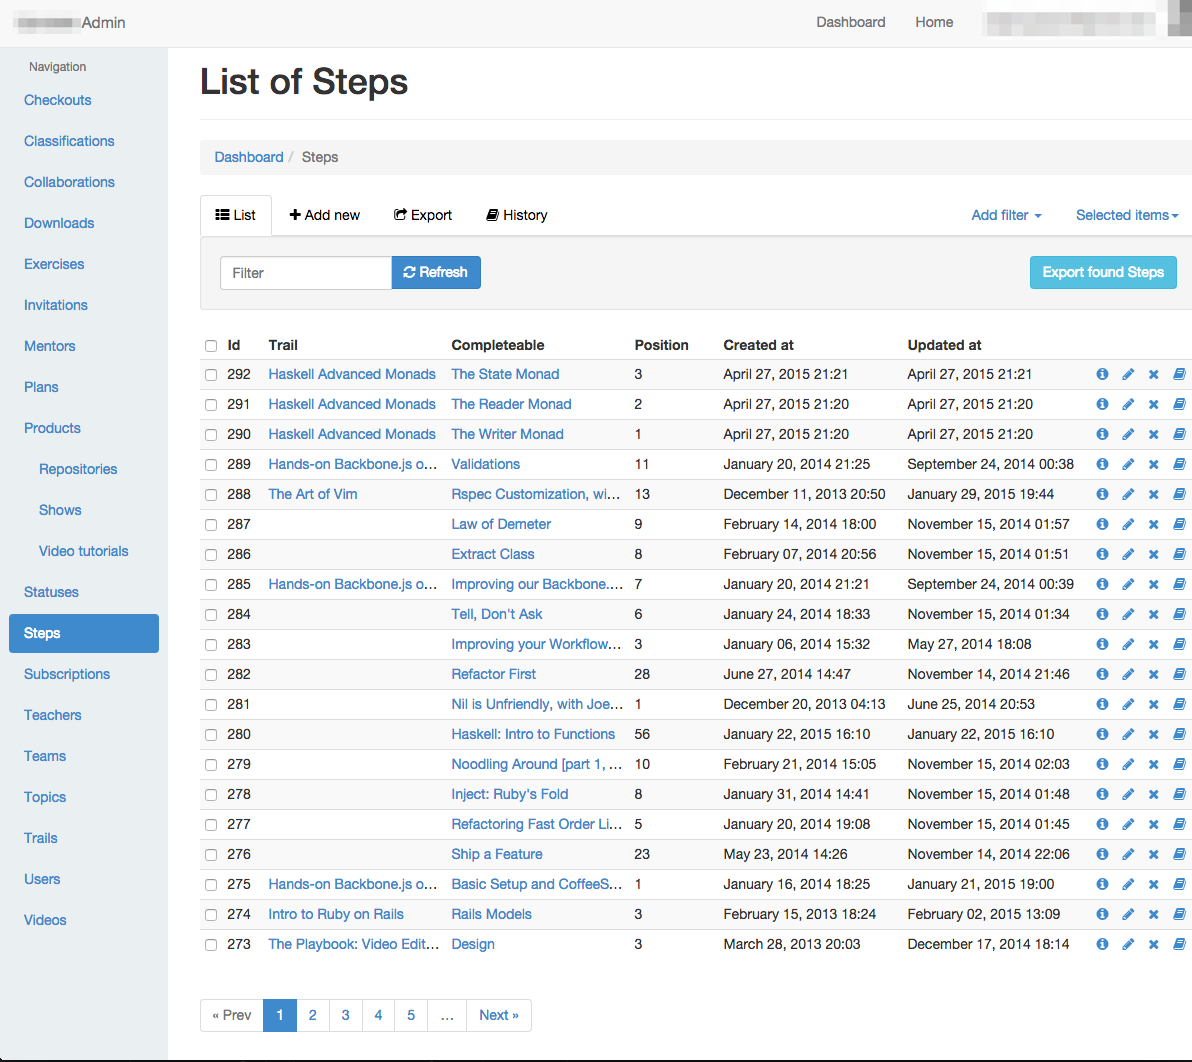 Admin Dashboard Home
Navigation
Checkouts
Classifications
Collaborations
Downloads
Exercises
Invitations
Mentors
Plans
Products
Repositories
Shows
Video tutorials
Statuses
Steps
Subscriptions
Teachers
Teams
Topics
Trails
Users
Videos
List of Steps
Dashboard / Steps
List Add new Export History Add filter Selected items
Filter Refresh Export found Steps
Id Trail Completeable Position Created at Updated at
292 Haskell Advanced Monads The State Monad 3 April 27, 2015 21:21 April 27, 2015 21:21
291 Haskell Advanced Monads The Reader Monad 2 April 27, 2015 21:20 April 27, 2015 21:20
290 Haskell Advanced Monads The Writer Monad 1 April 27, 2015 21:20 April 27, 2015 21:20
289 Hands-on Backbone.js o... Validations 11 January 20, 2014 21:25 September 24, 2014 00:38
288 The Art of Vim Rspec Customization, wi... 13 December 11, 2013 20:50 January 29, 2015 19:44
287 Law of Demeter 9 February 14, 2014 18:00 November 15, 2014 01:57
286 Extract Class 8 February 07, 2014 20:56 November 15, 2014 01:51
285 Hands-on Backbone.js o... Improving our Backbone.... 7 January 20, 2014 21:21 September 24, 2014 00:39
284 Tell, Don't Ask 6 January 24, 2014 18:33 November 15, 2014 01:34
283 Improving your Workflow... 3 January 06, 2014 15:32 May 27, 2014 18:08
282 Refactor First 28 June 27, 2014 14:47 November 14, 2014 21:46
281 Nil is Unfriendly, with Joe... 1 December 20, 2013 04:13 June 25, 2014 20:53
280 Haskell: Intro to Functions 56 January 22, 2015 16:10 January 22, 2015 16:10
279 Noodling Around [part 1, ... 10 February 21, 2014 15:05 November 15, 2014 02:03
278 Inject: Ruby's Fold 8 January 31, 2014 14:41 November 15, 2014 01:48
277 Refactoring Fast Order Li... 5 January 20, 2014 19:08 November 15, 2014 01:45
276 Ship a Feature 23 May 23, 2014 14:26 November 14, 2014 22:06
275 Hands-on Backbone.js o... Basic Setup and CoffeeS... 1 January 16, 2014 18:25 January 21, 2015 19:00
274 Intro to Ruby on Rails Rails Models 3 February 15, 2013 18:24 February 02, 2015 13:09
273 The Playbook: Video Edit... Design 3 March 28, 2013 20:03 December 17, 2014 18:14
« Prev 1 2 3 4 5 ... Next »